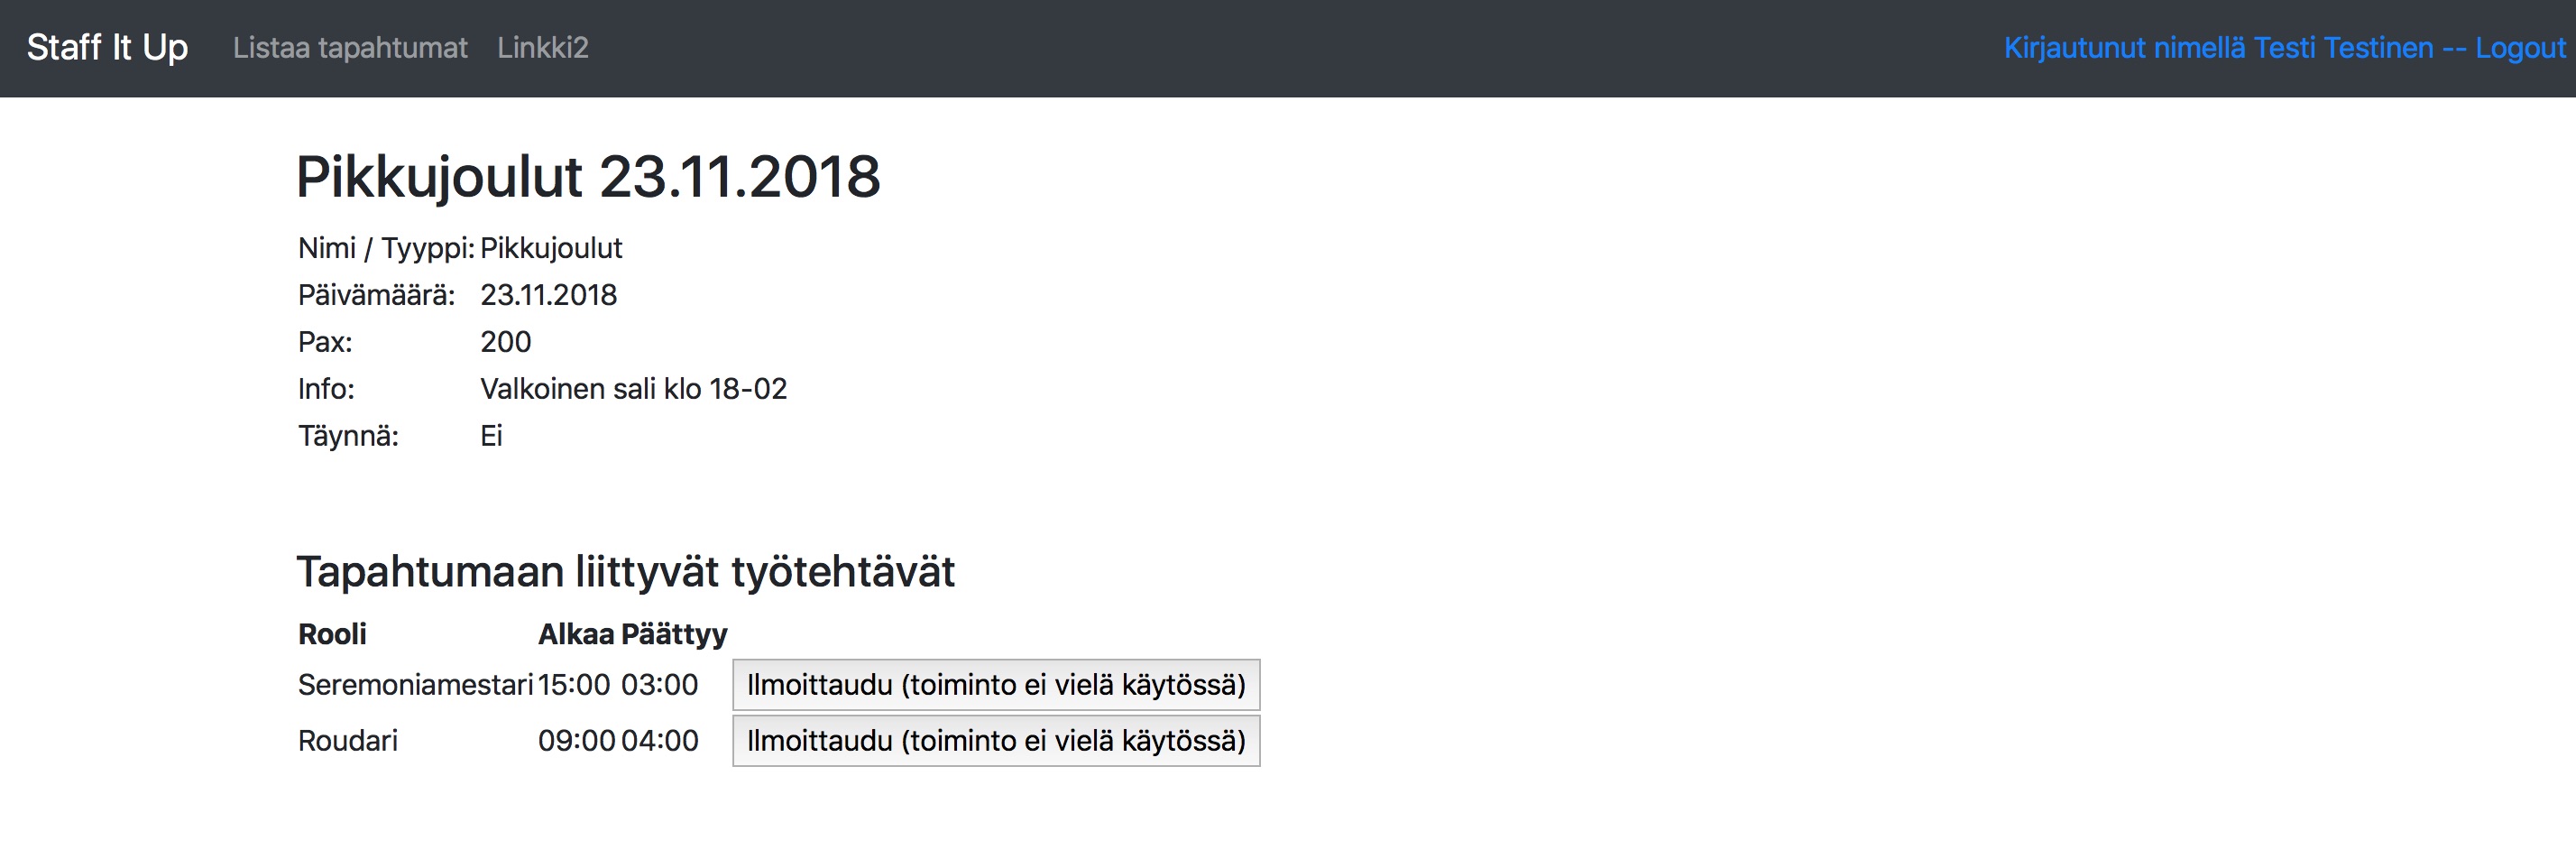 Staff It Up Listaa tapahtumat Linkki2 Kirjautunut nimellä Testi Testinen -- Logout
Pikkujoulut 23.11.2018
Nimi / Tyyppi: Pikkujoulut
Päivämäärä: 23.11.2018
Pax: 200
Info: Valkoinen sali klo 18-02
Täynnä: Ei
Tapahtumaan liittyvät työtehtävät
Rooli Alkaa Päättyy
Seremoniamestari 15:00 03:00 Ilmoittaudu (toiminto ei vielä käytössä)
Roudari 09:00 04:00 Ilmoittaudu (toiminto ei vielä käytössä)